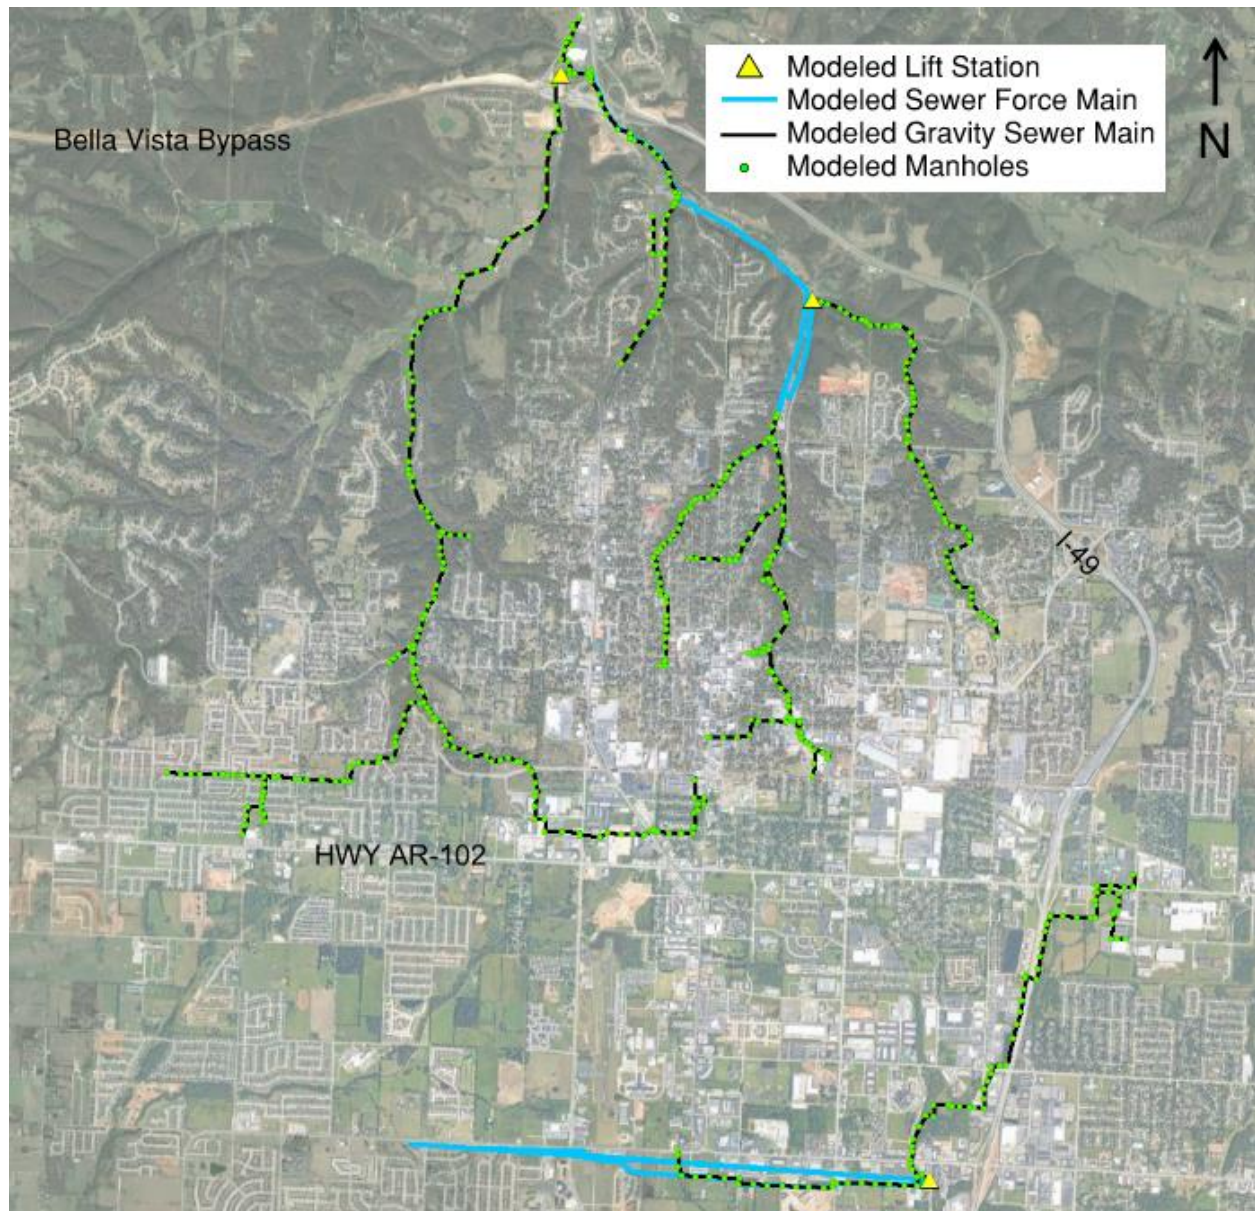 Modeled Lift Station
Modeled Sewer Force Main
Modeled Gravity Sewer Main
Modeled Manholes
N
Bella Vista Bypass
I-49
HWY AR-102